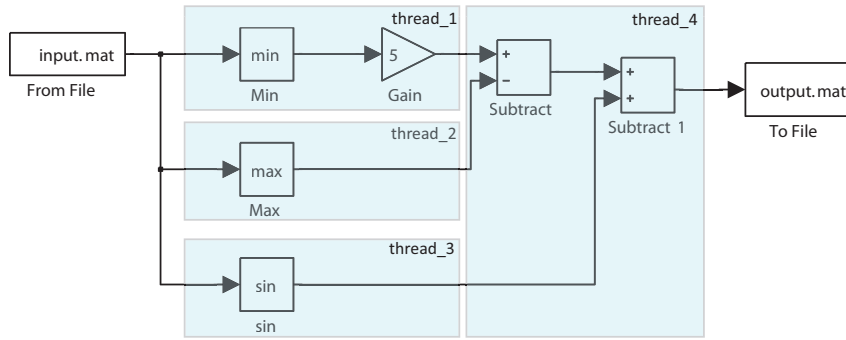 thread_1
thread_4
input.mat
From File
min
Min
5
Gain
+
−
Subtract
+
+
Subtract 1
output.mat
To File
thread_2
max
Max
thread_3
sin
sin